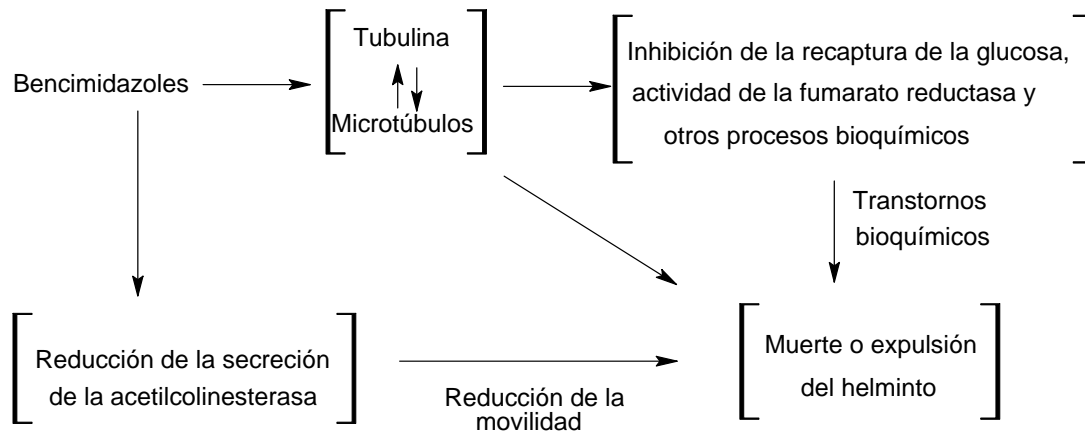 Bencimidazoles
Tubulina
Microtúbulos
Inhibición de la recaptura de la glucosa,
actividad de la fumarato reductasa y
otros procesos bioquímicos
Transtornos
bioquímicos
Reducción de la secreción
de la acetilcolinesterasa
Reducción de la
movilidad
Muerte o expulsión
del helminto